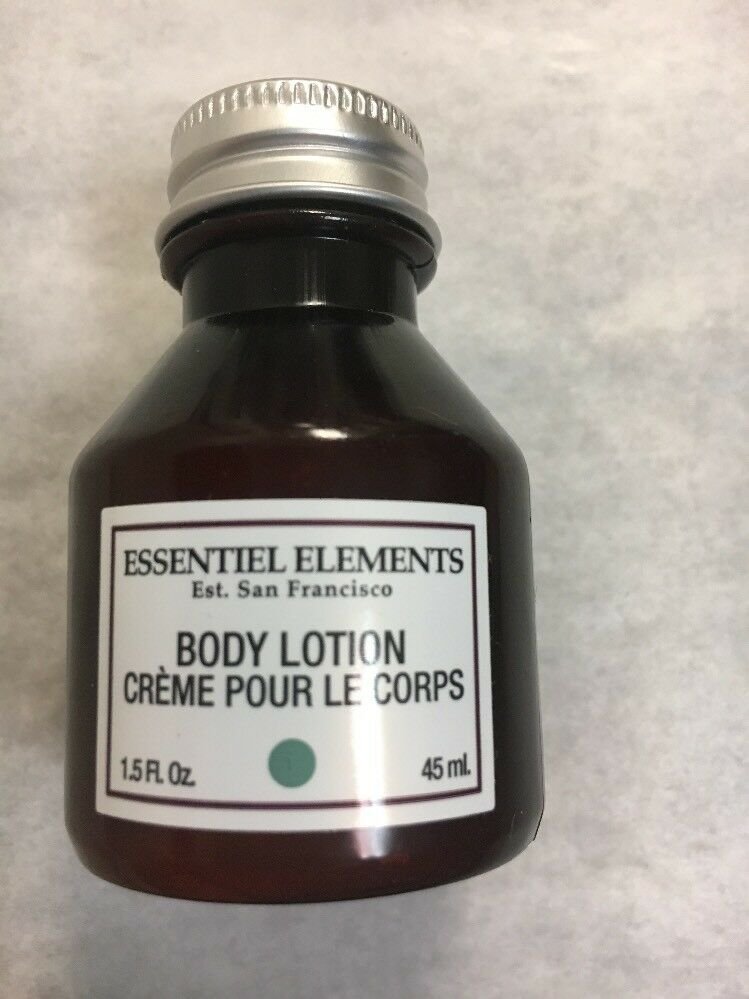 ESSENTIEL ELEMENTS
Est. San Francisco
BODY LOTION
CRÈME POUR LE CORPS
1.5 Fl. Oz. 45 ml.